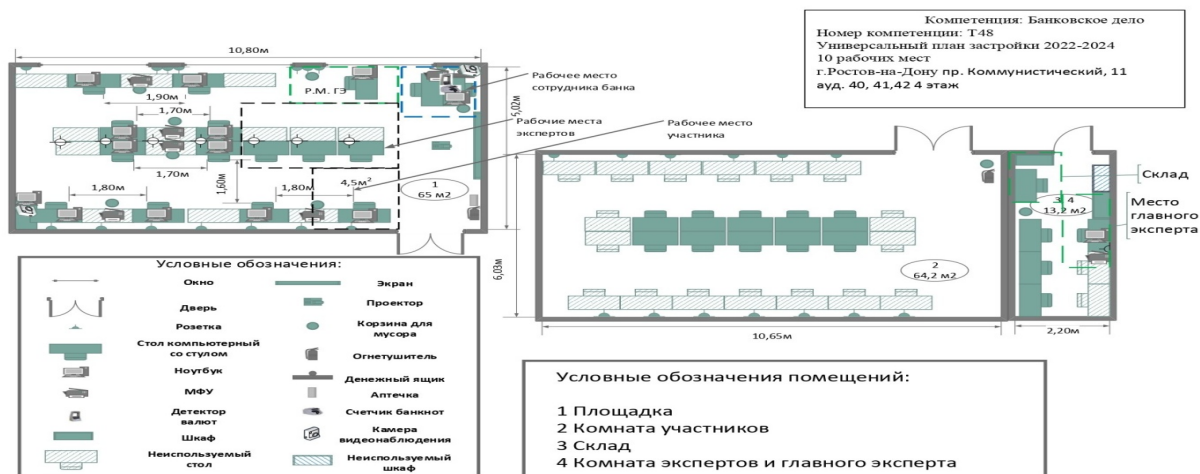 Компетенция: Банковское дело
Номер компетенции: Т48
Универсальный план застройки 2022-2024
10 рабочих мест
г.Ростов-на-Дону пр. Коммунистический, 11
ауд. 40, 41,42 4 этаж
10,80м
Р.М. ГЭ
Рабочее место
сотрудника банка
1,90м
1,70м
5,02м
Рабочие места
экспертов
Рабочее место
участника
1,70м
1,60м
1,80м
1,80м
4,5м²
1
65 м2
6,03м
2
64,2 м2
10,65м
3, 4
13,2 м2
2,20м
Склад
Место
главного
эксперта
Условные обозначения:
Окно
Дверь
Розетка
Стол компьютерный
со стулом
Ноутбук
МФУ
Детектор
валют
Шкаф
Неиспользуемый
стол
Экран
Проектор
Корзина для
мусора
Огнетушитель
Денежный ящик
Аптечка
Счетчик банкнот
Камера
видеонаблюдения
Неиспользуемый
шкаф
Условные обозначения помещений:
1 Площадка
2 Комната участников
3 Склад
4 Комната экспертов и главного эксперта